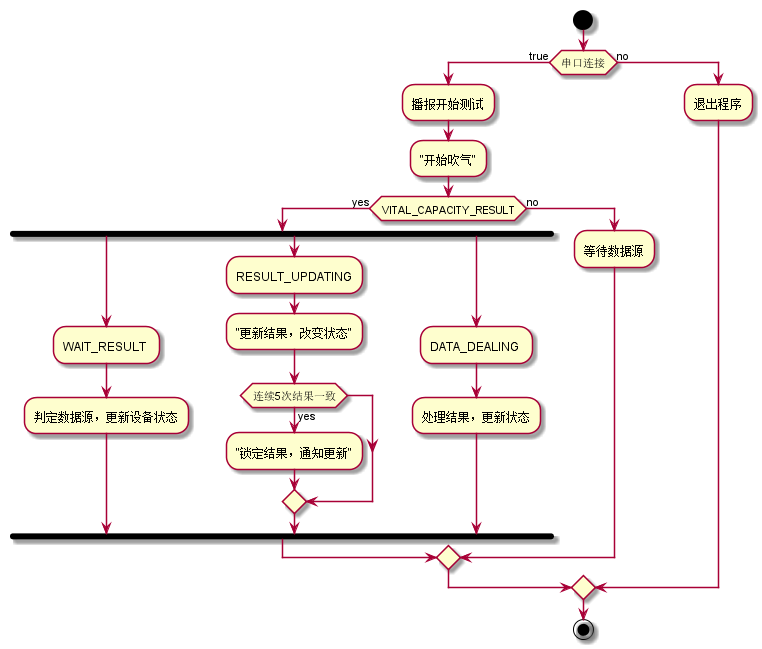 true
串口连接
no
播报开始测试
退出程序
"开始吹气"
yes
VITAL_CAPACITY_RESULT
no
等待数据源
RESULT_UPDATING
"更新结果，改变状态"
WAIT_RESULT
DATA_DEALING
连续5次结果一致
判定数据源，更新设备状态
处理结果，更新状态
yes
"锁定结果，通知更新"